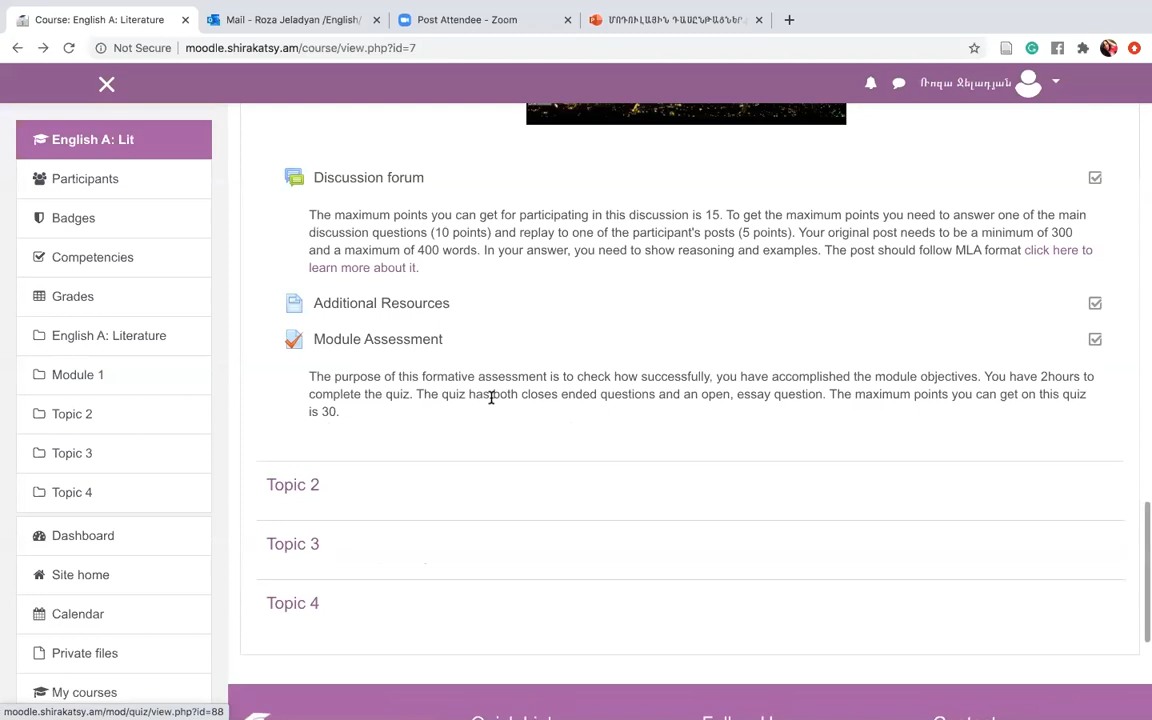 Course: English A: Literature
Mail - Roza Jeladyan /English/
Post Attendee - Zoom
ՄՈԴՈՒԼԱՅԻՆ ԴԱՍԸՆԹԱՑՆԵՐ
Not Secure
moodle.shirakatsy.am/course/view.php?id=7
Ռոզա Ջելադյան
English A: Lit
Participants
Badges
Competencies
Grades
English A: Literature
Module 1
Topic 2
Topic 3
Topic 4
Dashboard
Site home
Calendar
Private files
My courses
moodle.shirakatsy.am/mod/quiz/view.php?id=88
Discussion forum
The maximum points you can get for participating in this discussion is 15. To get the maximum points you need to answer one of the main
discussion questions (10 points) and replay to one of the participant's posts (5 points). Your original post needs to be a minimum of 300
and a maximum of 400 words. In your answer, you need to show reasoning and examples. The post should follow MLA format click here to
learn more about it.
Additional Resources
Module Assessment
The purpose of this formative assessment is to check how successfully, you have accomplished the module objectives. You have 2hours to
complete the quiz. The quiz has both closes ended questions and an open, essay question. The maximum points you can get on this quiz
is 30.
Topic 2
Topic 3
Topic 4